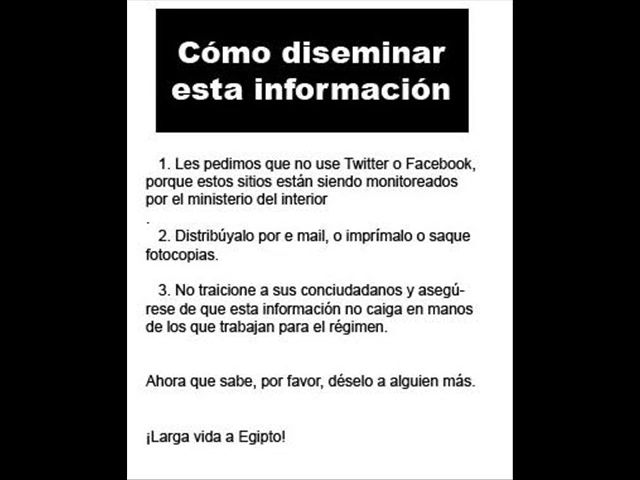 Cómo diseminar
esta información
1. Les pedimos que no use Twitter o Facebook,
porque estos sitios están siendo monitoreados
por el ministerio del interior
.
2. Distribúyalo por e mail, o imprímalo o saque
fotocopias.
3. No traicione a sus conciudadanos y asegú-
rese de que esta información no caiga en manos
de los que trabajan para el régimen.
Ahora que sabe, por favor, déselo a alguien más.
¡Larga vida a Egipto!